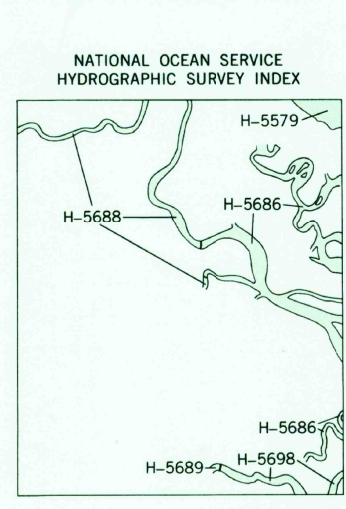 NATIONAL OCEAN SERVICE
HYDROGRAPHIC SURVEY INDEX
H–5579
H–5686
H–5688
H–5686
H–5698
H–5689